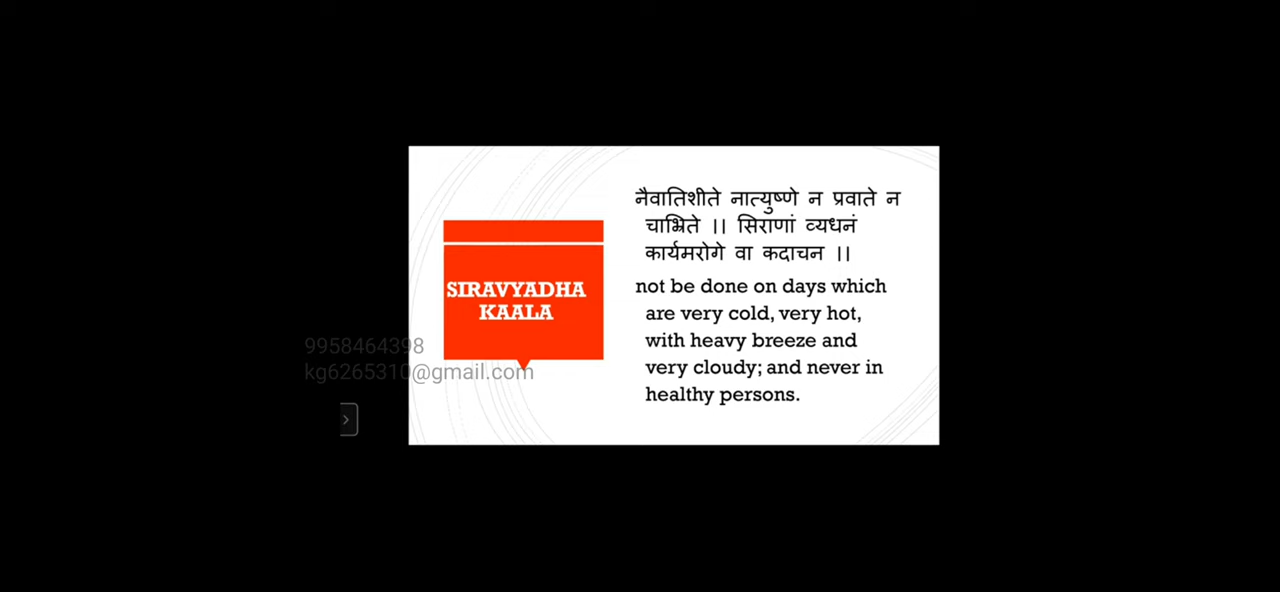 SIRAVYADHA
KAALA
नैवातिशीते नात्युष्णे न प्रवाते न
चाभ्रिते ।। सिराणां व्यधनं
कार्यमरोगे वा कदाचन ।।
not be done on days which
are very cold, very hot,
with heavy breeze and
very cloudy; and never in
healthy persons.
9958464398
kg6265310@gmail.com